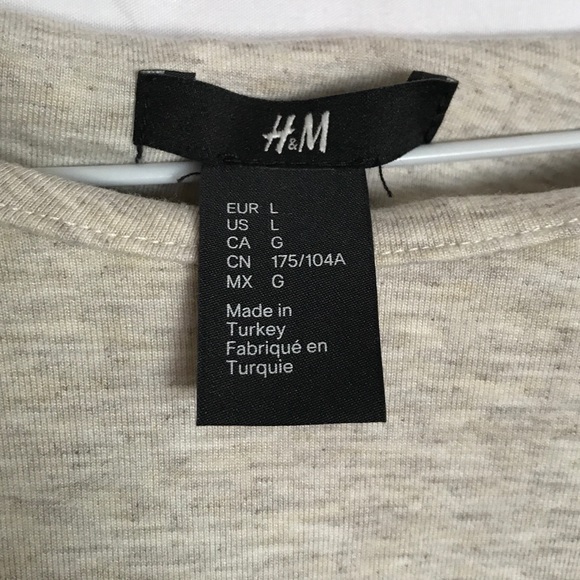 H&M
EUR L
US L
CA G
CN 175/104A
MX G
Made in
Turkey
Fabriqué en
Turquie